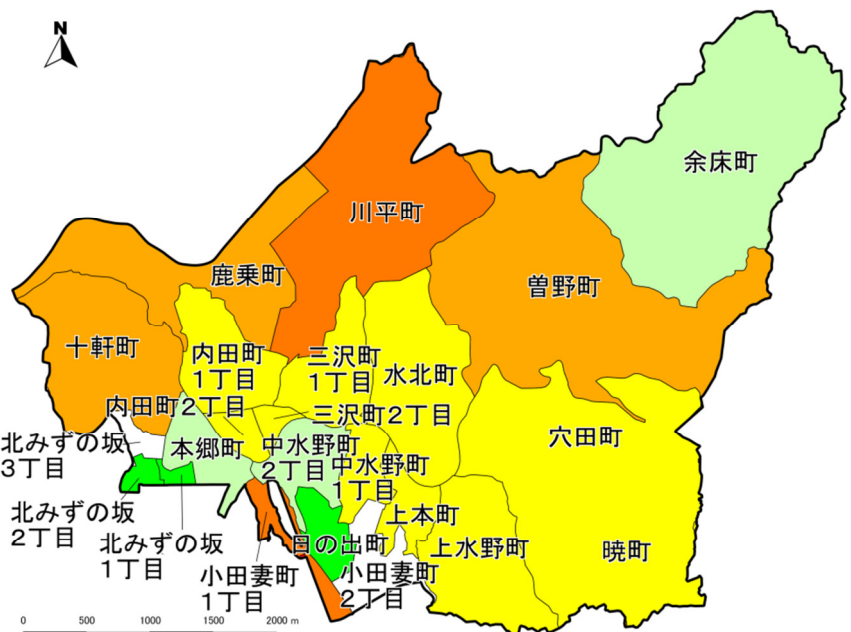 N
余床町
川平町
鹿乗町
曽野町
十軒町
内田町
1丁目
三沢町
1丁目
水北町
内田町2丁目
三沢町2丁目
穴田町
北みずの坂
3丁目
本郷町
中水野町
2丁目
中水野町
1丁目
北みずの坂
2丁目
上本町
北みずの坂
1丁目
日の出町
上水野町
暁町
小田妻町
1丁目
小田妻町
2丁目
0 500 1000 1500 2000 m